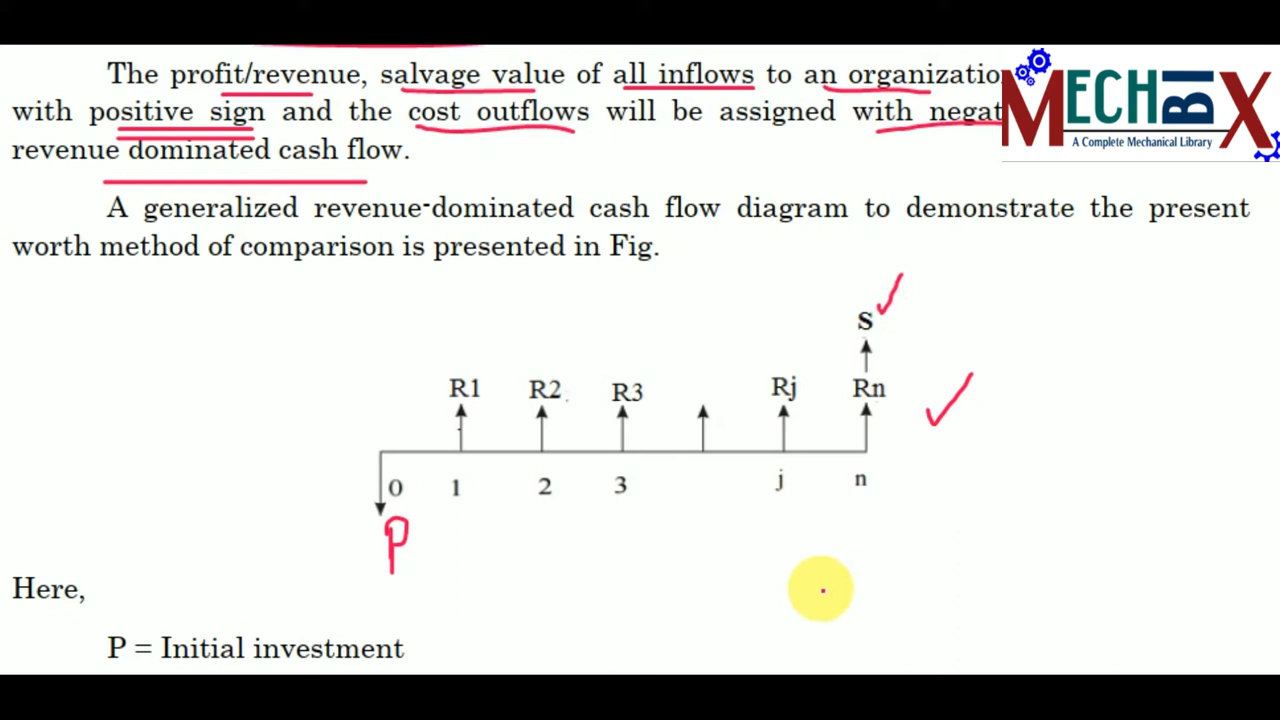 The profit/revenue, salvage value of all inflows to an organizatio
with positive sign and the cost outflows will be assigned with negat
revenue dominated cash flow.
MECH BIX
A Complete Mechanical Library
A generalized revenue-dominated cash flow diagram to demonstrate the present
worth method of comparison is presented in Fig.
S
R1 R2 R3 Rj Rn
0 1 2 3 j n
P
Here,
P = Initial investment